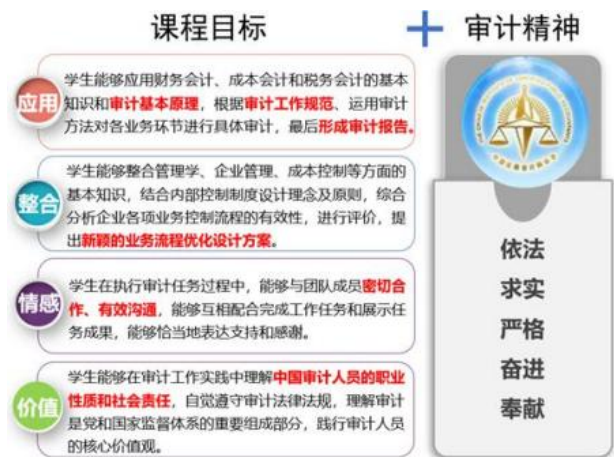 课程目标
+
审计精神
应用
学生能够应用财务会计、成本会计和税务会计的基本
知识和审计基本原理，根据审计工作规范、运用审计
方法对各业务环节进行具体审计，最后形成审计报告。
整合
学生能够整合管理学、企业管理、成本控制等方面的
基本知识，结合内部控制制度设计理念及原则，综合
分析企业各项业务控制流程的有效性，进行评价，提
出新颖的业务流程优化设计方案。
情感
学生在执行审计任务过程中，能够与团队成员密切合
作、有效沟通，能够互相配合完成工作任务和展示任
务成果，能够恰当地表达支持和感谢。
价值
学生能够在审计工作实践中理解中国审计人员的职业
性质和社会责任，自觉遵守审计法律法规，理解审计
是党和国家监督体系的重要组成部分，践行审计人员
的核心价值观。
依法
求实
严格
奋进
奉献